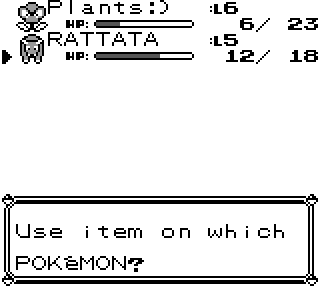 Plants:) :L6
HP: 6/ 23
RATTATA :L5
HP: 12/ 18
Use item on which
POKéMON?